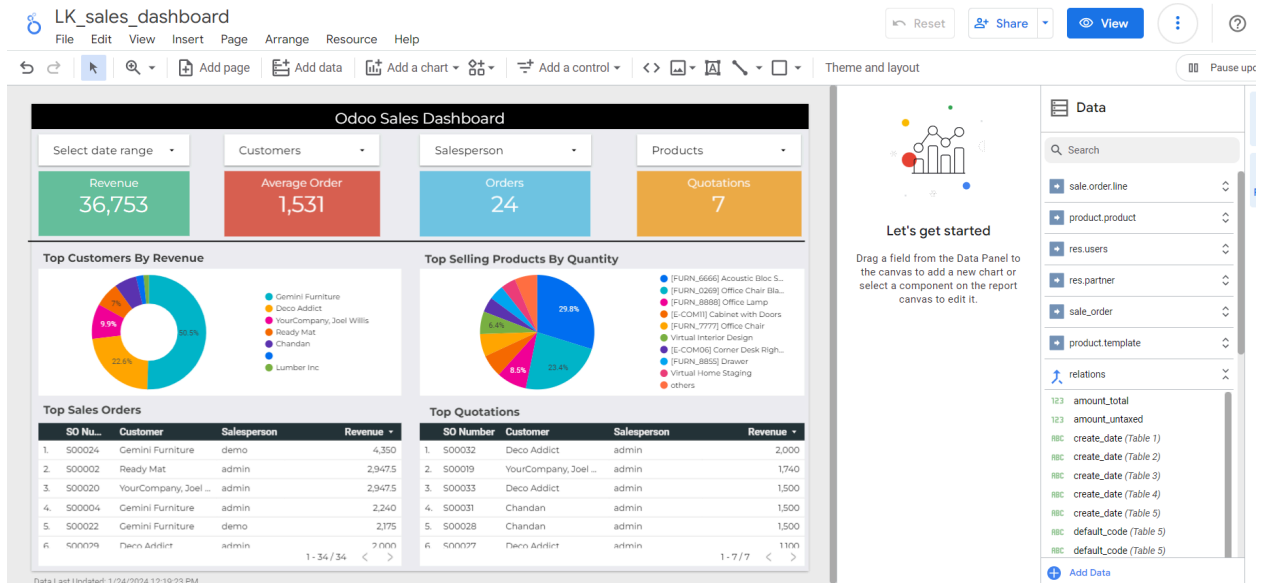 LK_sales_dashboard
File Edit View Insert Page Arrange Resource Help
Reset
Share
View
Add page
Add data
Add a chart
Add a control
Theme and layout
Pause
Odoo Sales Dashboard
Select date range
Customers
Salesperson
Products
Revenue
36,753
Average Order
1,531
Orders
24
Quotations
7
Top Customers By Revenue
50.5%
22.6%
9.9%
7%
Gemini Furniture
Deco Addict
YourCompany, Joel Willis
Ready Mat
Chandan
Lumber Inc
Top Selling Products By Quantity
29.8%
23.4%
8.5%
6.4%
[FURN_6666] Acoustic Bloc S...
[FURN_0269] Office Chair Bla...
[FURN_8888] Office Lamp
[E-COM11] Cabinet with Doors
[FURN_7777] Office Chair
Virtual Interior Design
[E-COM06] Corner Desk Righ...
[FURN_8855] Drawer
Virtual Home Staging
others
Top Sales Orders
SO Nu... Customer Salesperson Revenue
1. S00024 Gemini Furniture demo 4,350
2. S00002 Ready Mat admin 2,947.5
3. S00020 YourCompany, Joel ... admin 2,947.5
4. S00004 Gemini Furniture admin 2,240
5. S00022 Gemini Furniture demo 2,175
6. S00029 Deco Addict admin 2,000
1 - 34 / 34
Top Quotations
SO Number Customer Salesperson Revenue
1. S00032 Deco Addict admin 2,000
2. S00019 YourCompany, Joel ... admin 1,740
3. S00033 Deco Addict admin 1,500
4. S00031 Chandan admin 1,500
5. S00028 Chandan admin 1,500
6. S00027 Deco Addict admin 1,100
1 - 7 / 7
Data Last Updated: 1/24/2024 12:19:23 PM
Let's get started
Drag a field from the Data Panel to
the canvas to add a new chart or
select a component on the report
canvas to edit it.
Data
Search
sale.order.line
product.product
res.users
res.partner
sale_order
product.template
relations
123 amount_total
123 amount_untaxed
ABC create_date (Table 1)
ABC create_date (Table 2)
ABC create_date (Table 3)
ABC create_date (Table 4)
ABC create_date (Table 5)
ABC default_code (Table 5)
ABC default_code (Table 5)
Add Data